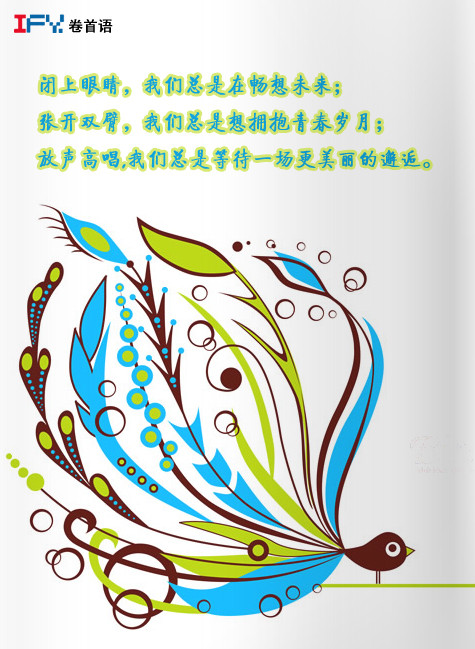 IFY. 卷首语
闭上眼睛，我们总是在畅想未来；
张开双臂，我们总是想拥抱青春岁月；
放声高唱,我们总是等待一场更美丽的邂逅。